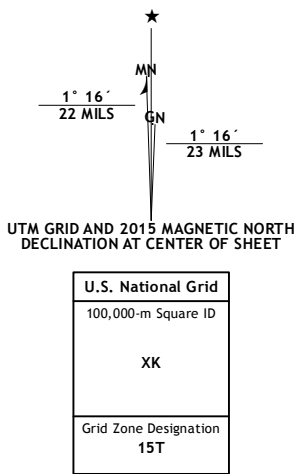 ★
MN
1° 16´
22 MILS
GN
1° 16´
23 MILS
UTM GRID AND 2015 MAGNETIC NORTH
DECLINATION AT CENTER OF SHEET
U.S. National Grid
100,000-m Square ID
XK
Grid Zone Designation
15T